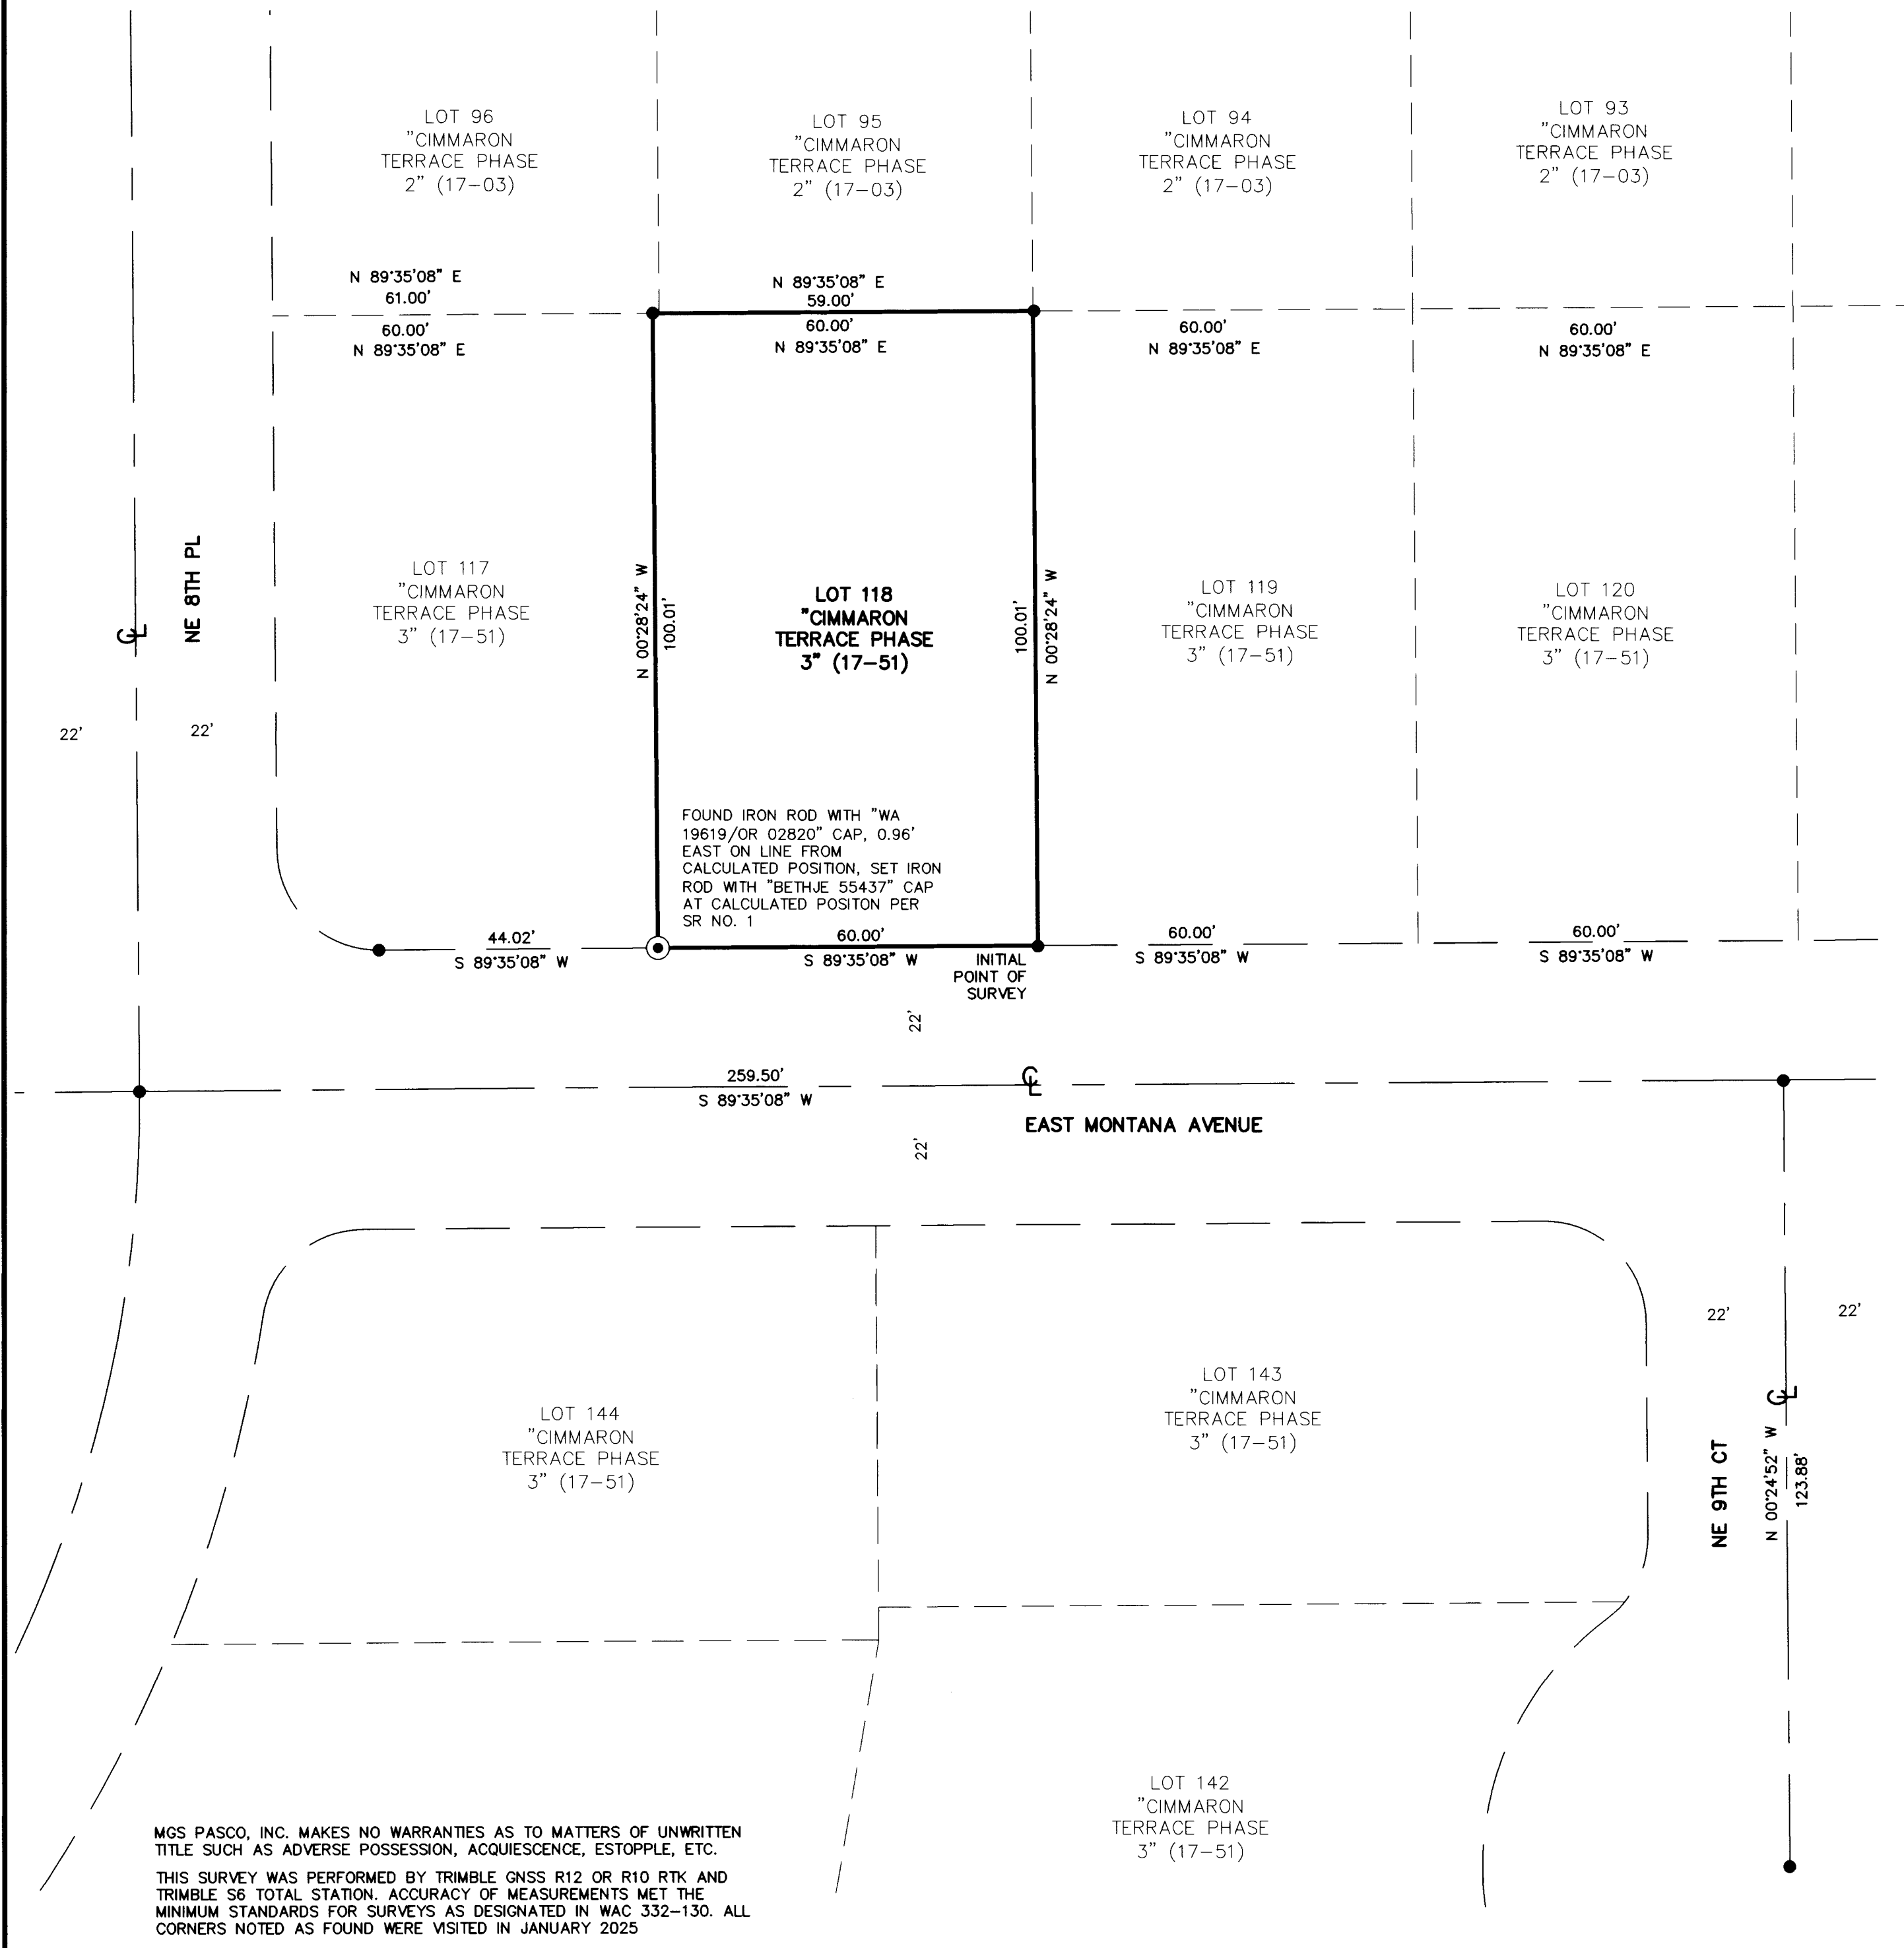 LOT 96
"CIMMARON
TERRACE PHASE
2" (17-03)
LOT 95
"CIMMARON
TERRACE PHASE
2" (17-03)
LOT 94
"CIMMARON
TERRACE PHASE
2" (17-03)
LOT 93
"CIMMARON
TERRACE PHASE
2" (17-03)
N 89°35'08" E
61.00'
60.00'
N 89°35'08" E
N 89°35'08" E
59.00'
60.00'
N 89°35'08" E
60.00'
N 89°35'08" E
60.00'
N 89°35'08" E
NE 8TH PL
22'
22'
LOT 117
"CIMMARON
TERRACE PHASE
3" (17-51)
N 00°28'24" W
100.01'
LOT 118
"CIMMARON
TERRACE PHASE
3" (17-51)
100.01'
N 00°28'24" W
LOT 119
"CIMMARON
TERRACE PHASE
3" (17-51)
LOT 120
"CIMMARON
TERRACE PHASE
3" (17-51)
FOUND IRON ROD WITH "WA
19619/OR 02820" CAP, 0.96'
EAST ON LINE FROM
CALCULATED POSITION, SET IRON
ROD WITH "BETHJE 55437" CAP
AT CALCULATED POSITON PER
SR NO. 1
44.02'
S 89°35'08" W
60.00'
S 89°35'08" W
INITIAL
POINT OF
SURVEY
60.00'
S 89°35'08" W
60.00'
S 89°35'08" W
22'
259.50'
S 89°35'08" W
EAST MONTANA AVENUE
22'
LOT 144
"CIMMARON
TERRACE PHASE
3" (17-51)
LOT 143
"CIMMARON
TERRACE PHASE
3" (17-51)
22'
22'
NE 9TH CT
N 00°24'52" W
123.88'
LOT 142
"CIMMARON
TERRACE PHASE
3" (17-51)
MGS PASCO, INC. MAKES NO WARRANTIES AS TO MATTERS OF UNWRITTEN
TITLE SUCH AS ADVERSE POSSESSION, ACQUIESCENCE, ESTOPPLE, ETC.
THIS SURVEY WAS PERFORMED BY TRIMBLE GNSS R12 OR R10 RTK AND
TRIMBLE S6 TOTAL STATION. ACCURACY OF MEASUREMENTS MET THE
MINIMUM STANDARDS FOR SURVEYS AS DESIGNATED IN WAC 332-130. ALL
CORNERS NOTED AS FOUND WERE VISITED IN JANUARY 2025